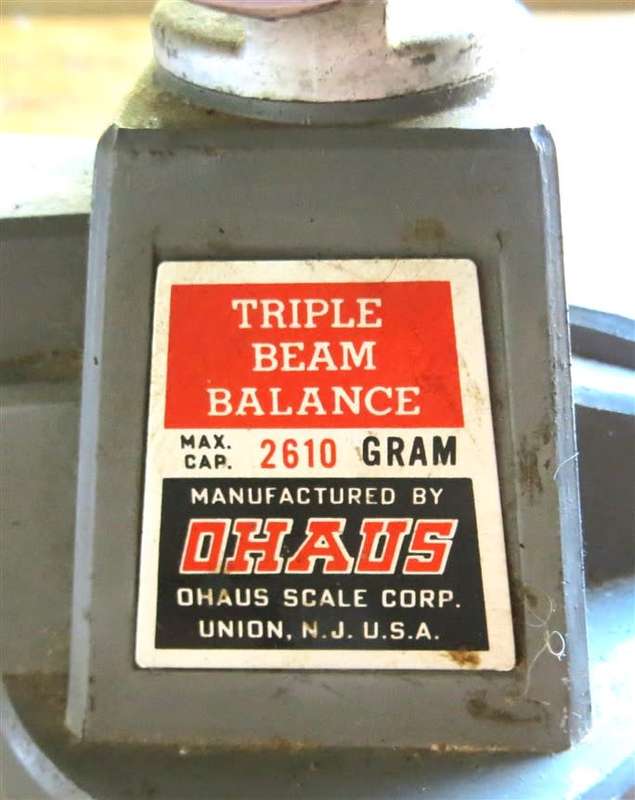 TRIPLE
BEAM
BALANCE
MAX.
CAP. 2610 GRAM
MANUFACTURED BY
OHAUS
OHAUS SCALE CORP.
UNION, N.J. U.S.A.